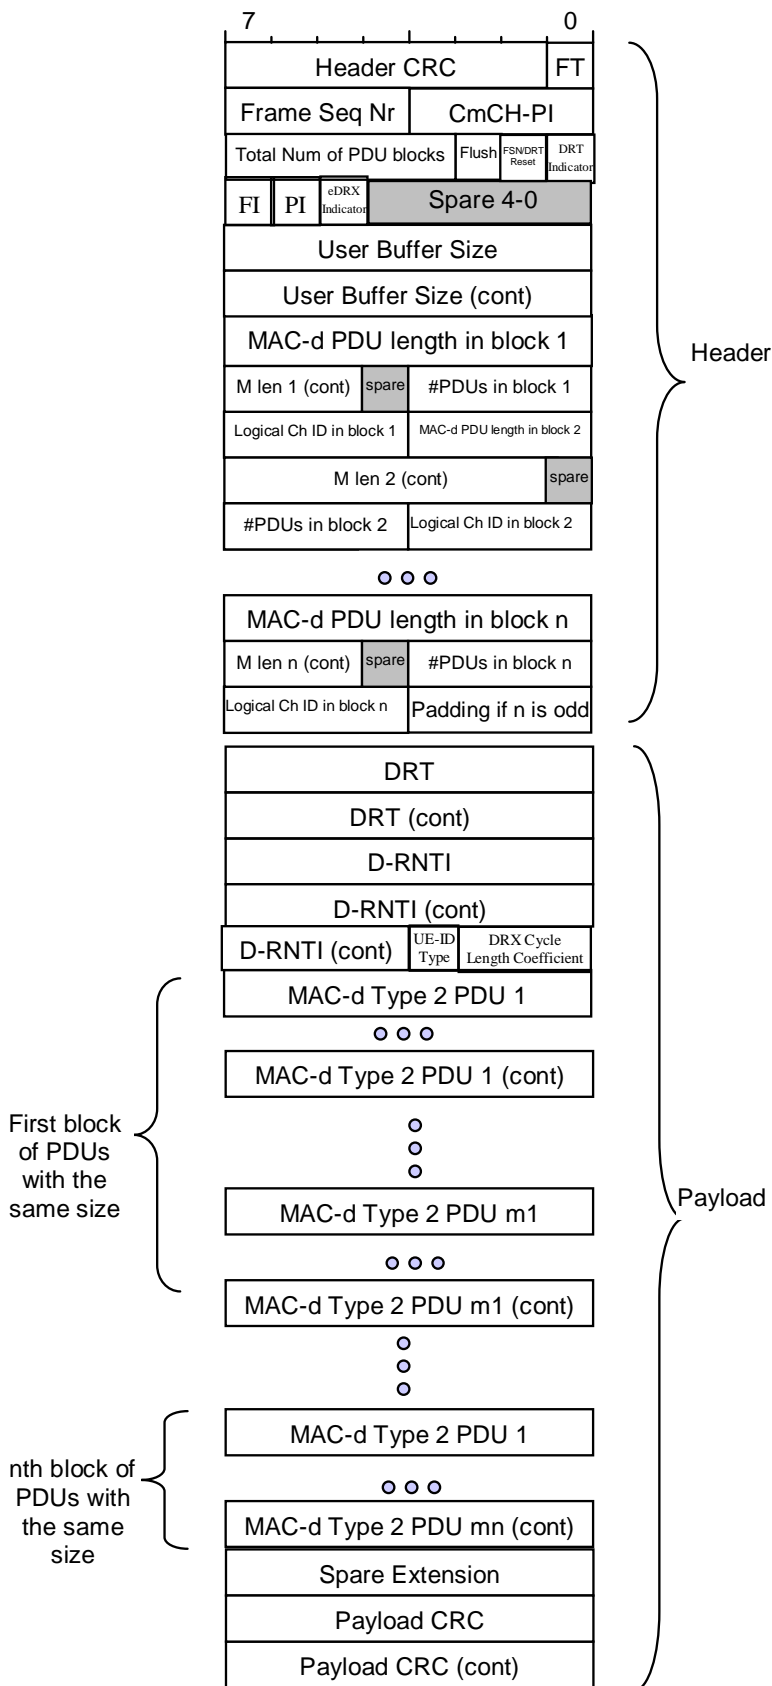 7 0
Header CRC FT
Frame Seq Nr CmCH-PI
Total Num of PDU blocks Flush FSN/DRT Reset DRT Indicator
FI PI eDRX Indicator Spare 4-0
User Buffer Size
User Buffer Size (cont)
MAC-d PDU length in block 1
Header
M len 1 (cont) spare #PDUs in block 1
Logical Ch ID in block 1 MAC-d PDU length in block 2
M len 2 (cont) spare
#PDUs in block 2 Logical Ch ID in block 2
MAC-d PDU length in block n
M len n (cont) spare #PDUs in block n
Logical Ch ID in block n Padding if n is odd
DRT
DRT (cont)
D-RNTI
D-RNTI (cont)
D-RNTI (cont) UE-ID Type DRX Cycle Length Coefficient
MAC-d Type 2 PDU 1
MAC-d Type 2 PDU 1 (cont)
First block
of PDUs
with the
same size
MAC-d Type 2 PDU m1
Payload
MAC-d Type 2 PDU m1 (cont)
MAC-d Type 2 PDU 1
nth block of
PDUs with
the same
size
MAC-d Type 2 PDU mn (cont)
Spare Extension
Payload CRC
Payload CRC (cont)